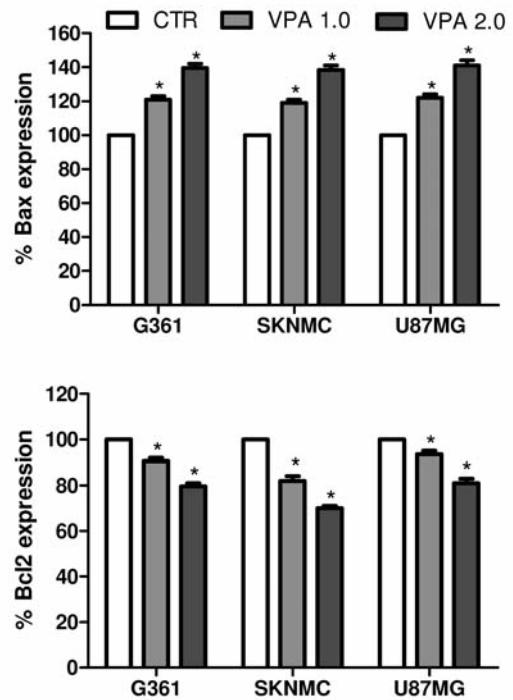 CTR VPA 1.0 VPA 2.0
% Bax expression
160
140
120
100
80
60
40
20
0
* * * * * *
G361 SKNMC U87MG
% Bcl2 expression
120
100
80
60
40
20
0
* * * * * *
G361 SKNMC U87MG